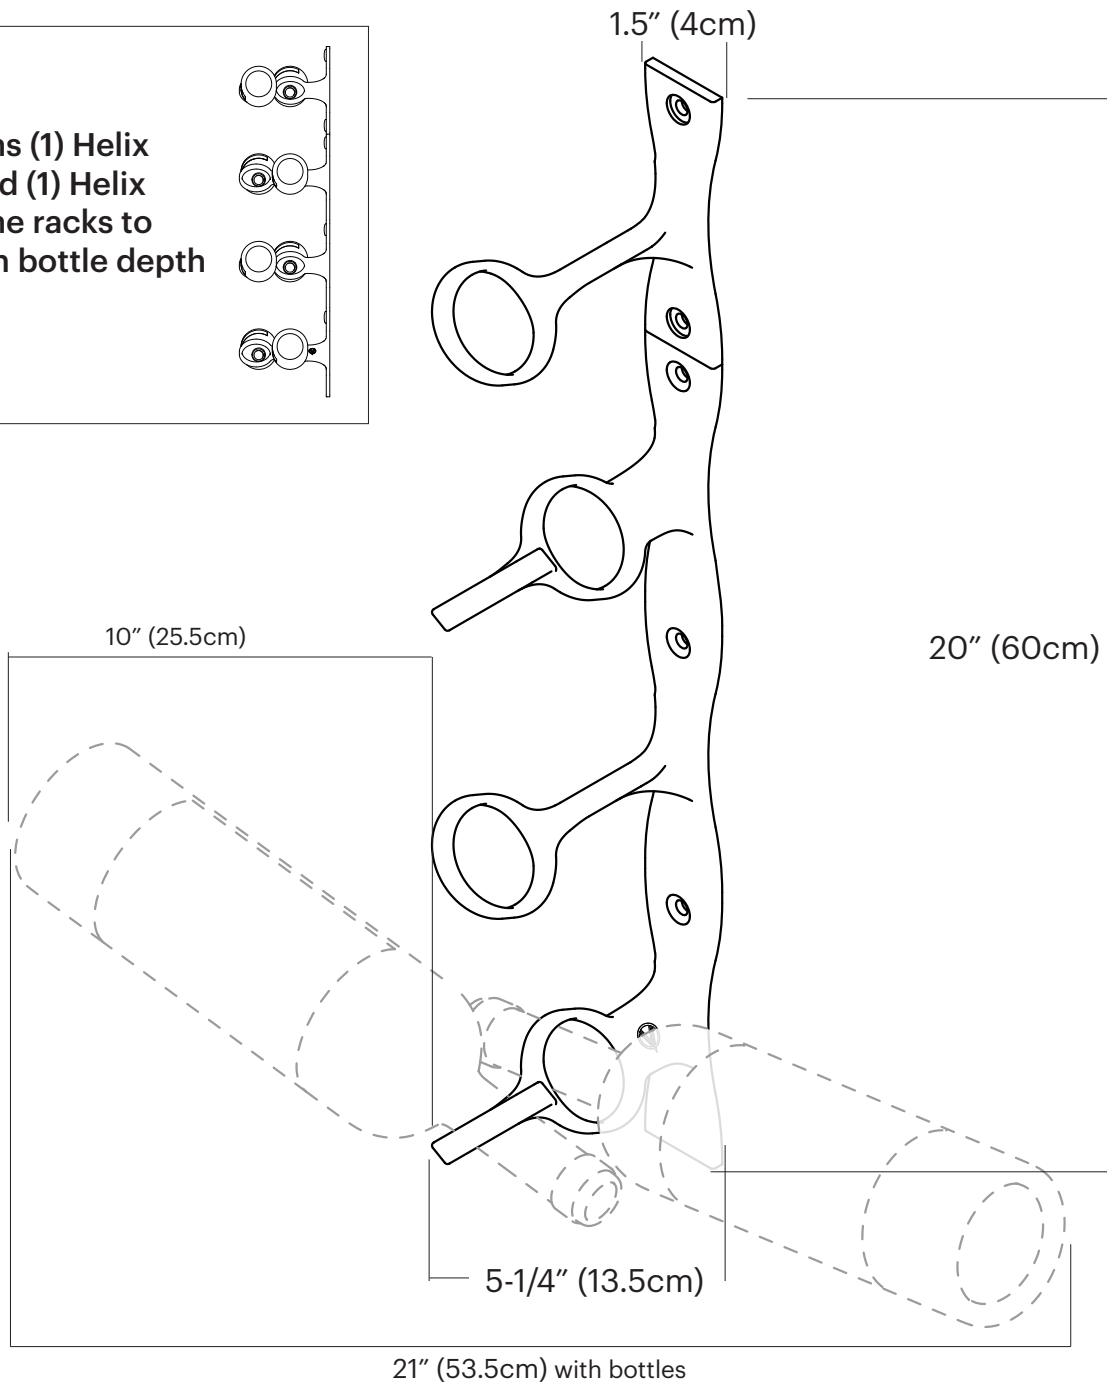 1.5” (4cm)
ns (1) Helix
d (1) Helix
ne racks to
n bottle depth
10” (25.5cm)
20” (60cm)
5-1/4” (13.5cm)
21” (53.5cm) with bottles